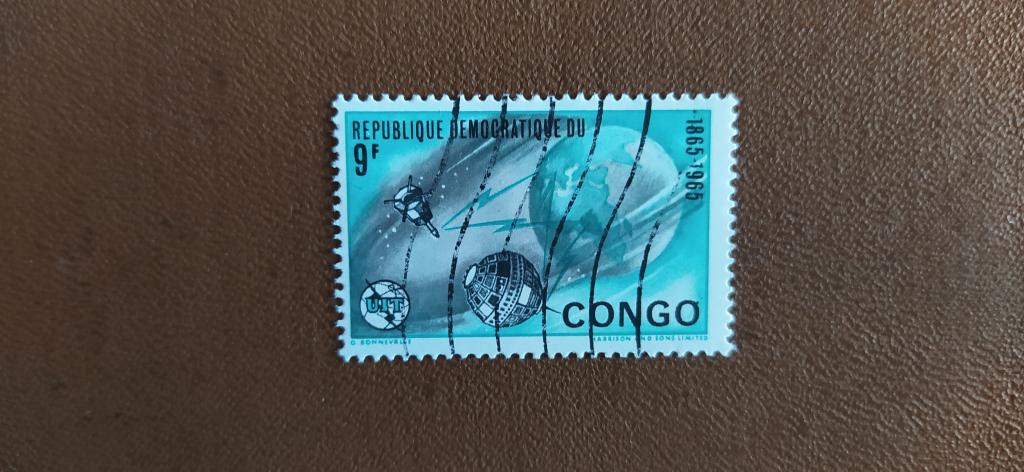 REPUBLIQUE DEMOCRATIQUE DU
9F
1865-1965
UIT
CONGO
HARRISON AND SONS LIMITED